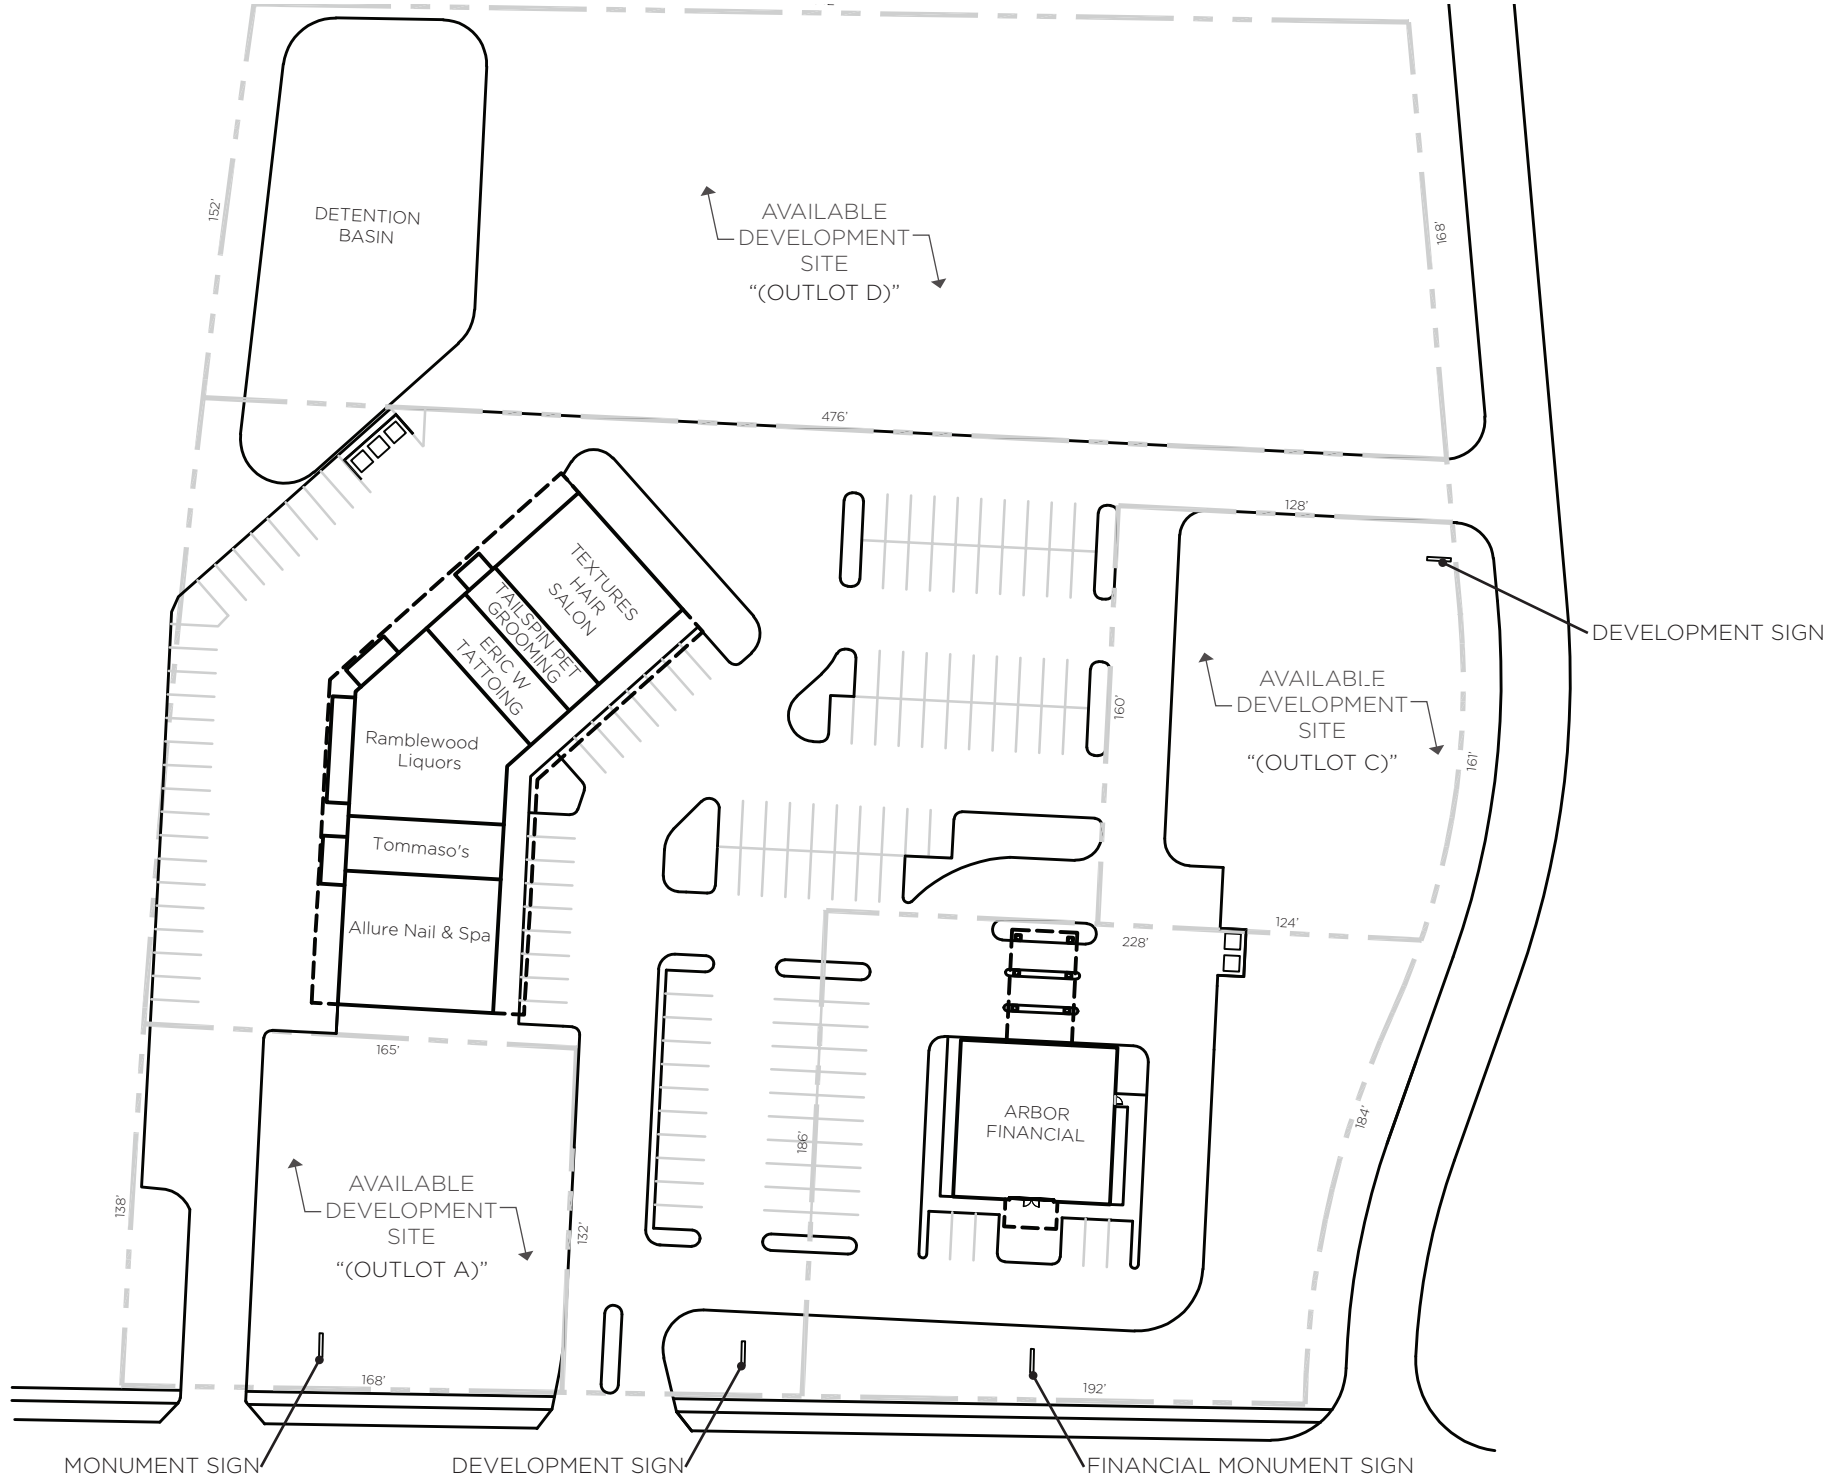 152'
DETENTION
BASIN
AVAILABLE
DEVELOPMENT
SITE
“(OUTLOT D)”
168'
476'
128'
TEXTURES
HAIR
SALON
TAILSPIN PET
GROOMING
ERIC W
TATTOING
DEVELOPMENT SIGN
AVAILABLE
DEVELOPMENT
SITE
“(OUTLOT C)”
160'
161'
Ramblewood
Liquors
Tommaso's
Allure Nail & Spa
124'
228'
165'
ARBOR
FINANCIAL
184'
186'
AVAILABLE
DEVELOPMENT
SITE
“(OUTLOT A)”
138'
132'
168'
192'
MONUMENT SIGN
DEVELOPMENT SIGN
FINANCIAL MONUMENT SIGN